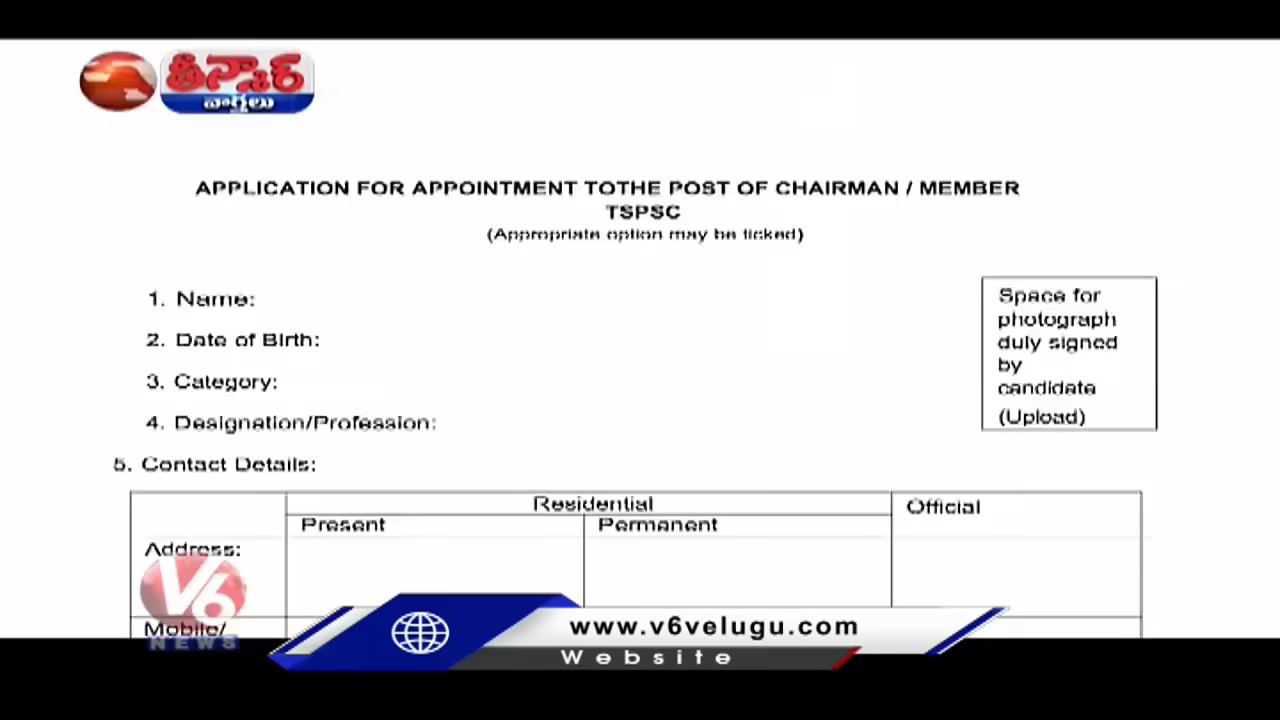 తీన్మార్
వార్తలు
APPLICATION FOR APPOINTMENT TOTHE POST OF CHAIRMAN / MEMBER
TSPSC
(Appropriate option may be ticked)
1. Name:
2. Date of Birth:
3. Category:
4. Designation/Profession:
Space for
photograph
duly signed
by
candidate
(Upload)
5. Contact Details:
Residential
Official
Present
Permanent
Address:
Mobile/
V6
NEWS
www.v6velugu.com
Website